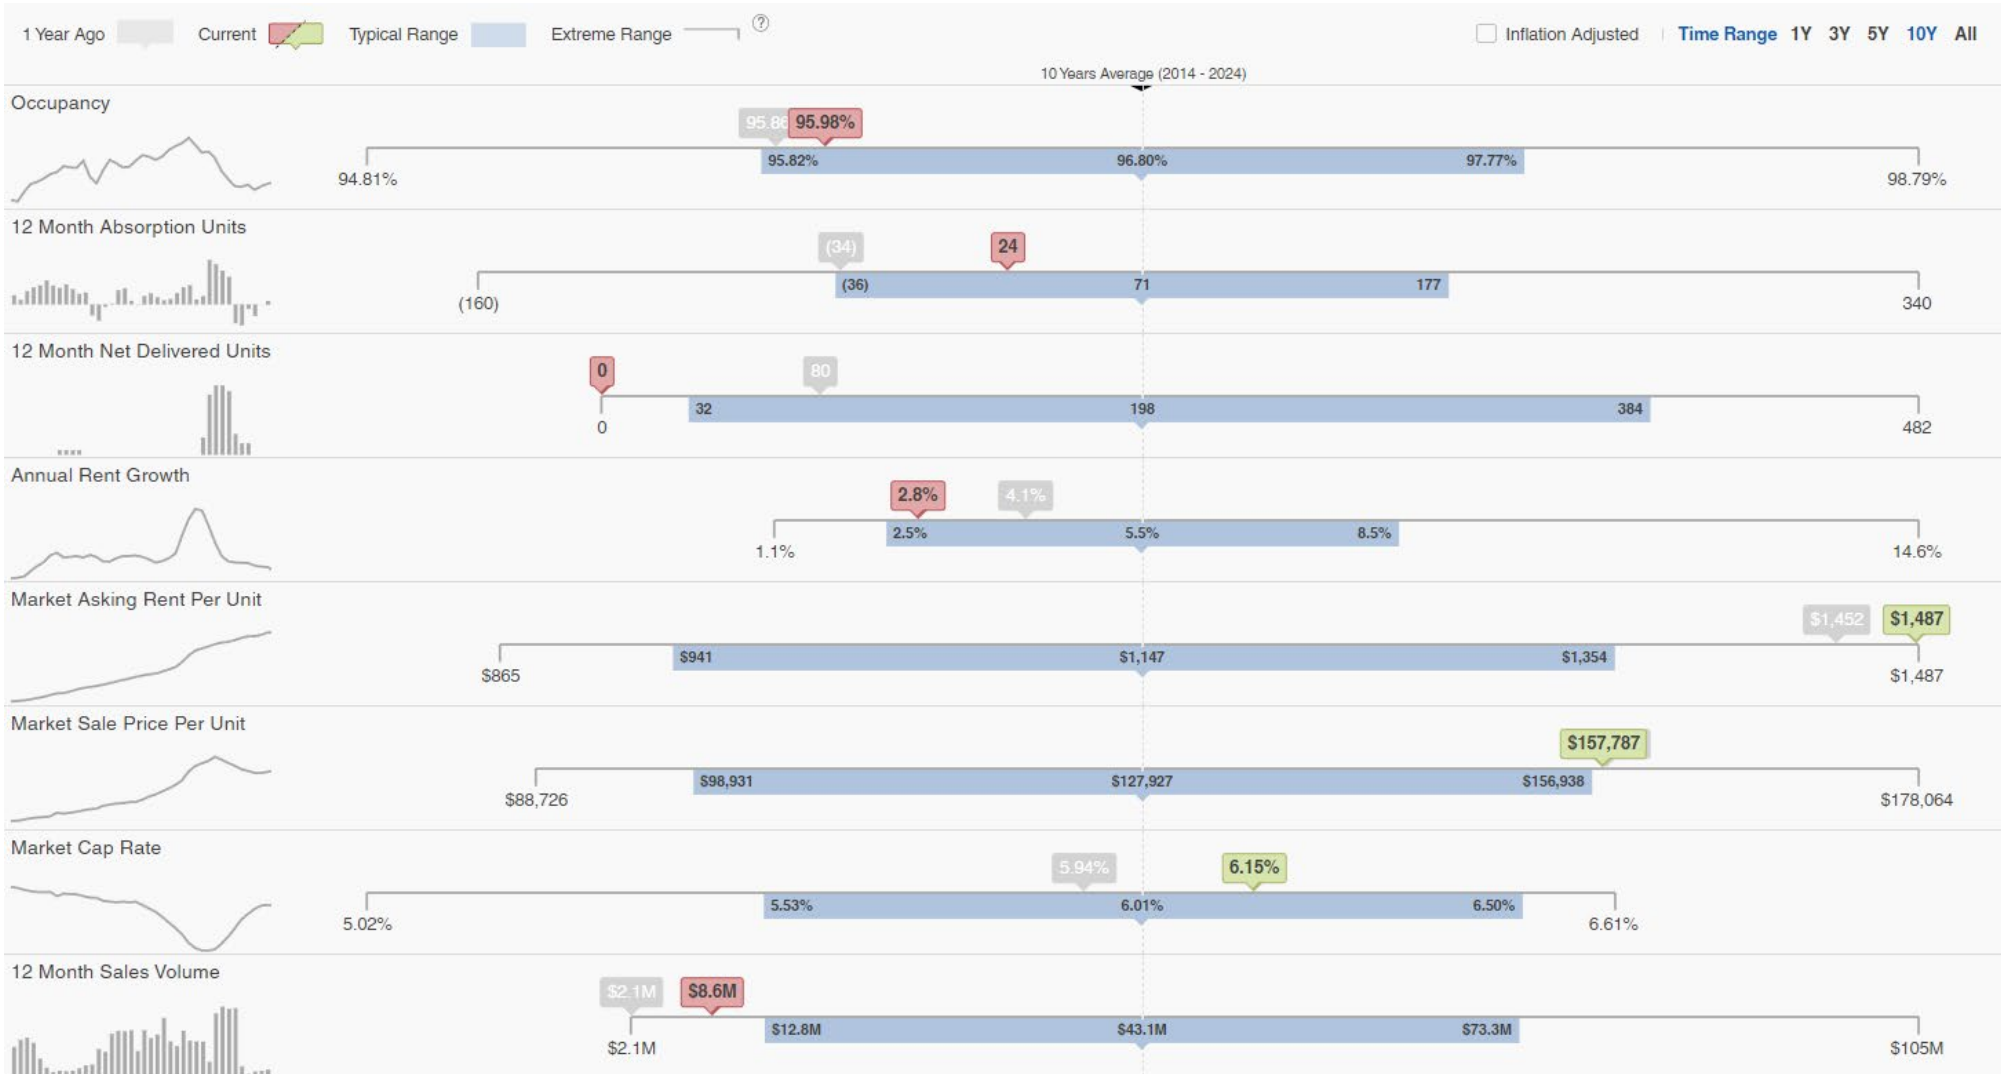 1 Year Ago Current Typical Range Extreme Range ? Inflation Adjusted Time Range 1Y 3Y 5Y 10Y All
10 Years Average (2014 - 2024)
Occupancy
95.86 95.98%
95.82% 96.80% 97.77%
94.81% 98.79%
12 Month Absorption Units
(34) 24
(36) 71 177
(160) 340
12 Month Net Delivered Units
0 80
32 198 384
0 482
Annual Rent Growth
2.8% 4.1%
2.5% 5.5% 8.5%
1.1% 14.6%
Market Asking Rent Per Unit
$1,452 $1,487
$941 $1,147 $1,354
$865 $1,487
Market Sale Price Per Unit
$157,787
$98,931 $127,927 $156,938
$88,726 $178,064
Market Cap Rate
5.94% 6.15%
5.53% 6.01% 6.50%
5.02% 6.61%
12 Month Sales Volume
$2.1M $8.6M
$12.8M $43.1M $73.3M
$2.1M $105M